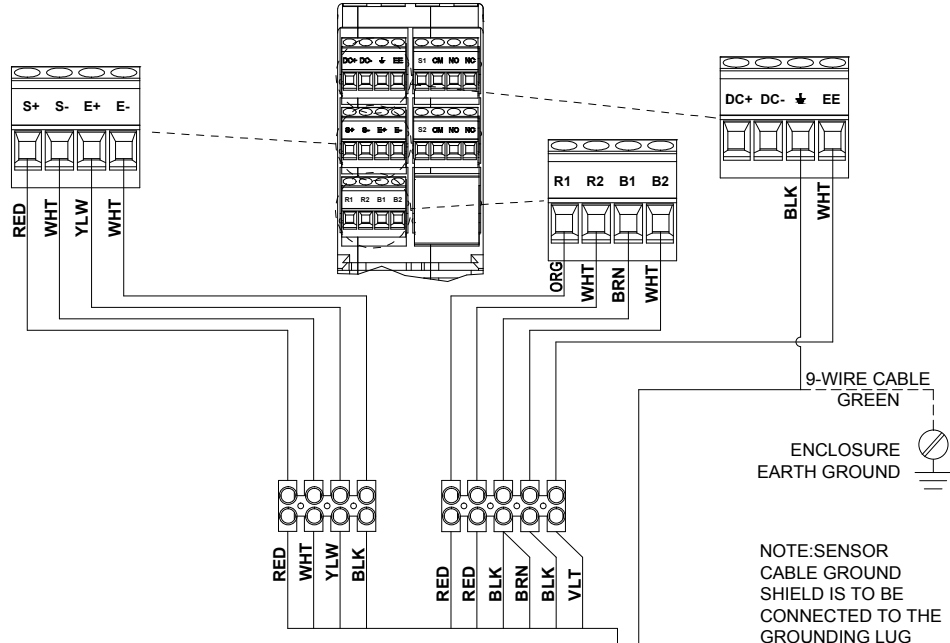 DC+ DC- EE
S1 CM NO NC
S+ S- E+ E-
S2 CM NO NC
R1 R2 B1 B2
S+ S- E+ E-
RED
WHT
YLW
WHT
R1 R2 B1 B2
ORG
WHT
BRN
WHT
DC+ DC- EE
BLK
WHT
9-WIRE CABLE
GREEN
ENCLOSURE
EARTH GROUND
RED
WHT
YLW
BLK
RED
RED
BLK
BRN
BLK
VLT
NOTE:SENSOR
CABLE GROUND
SHIELD IS TO BE
CONNECTED TO THE
GROUNDING LUG